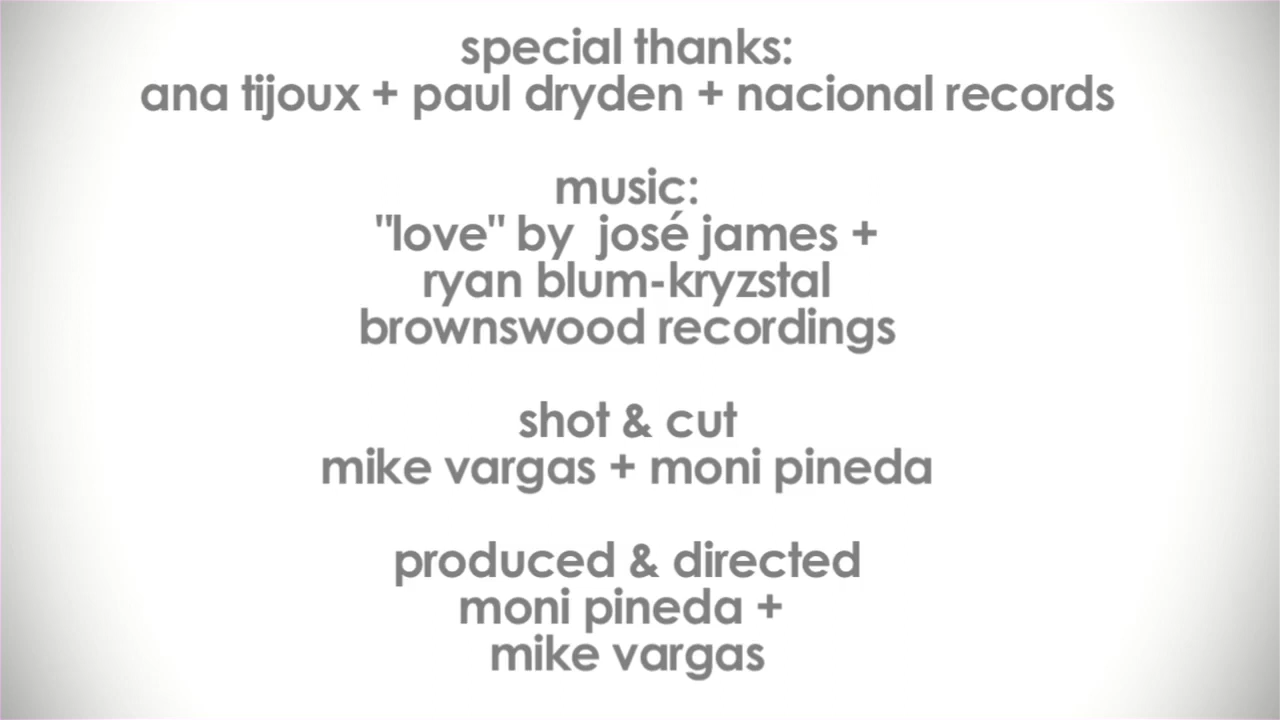 special thanks:
ana tijoux + paul dryden + nacional records
music:
"love" by  josé james +
ryan blum-kryzstal
brownswood recordings
shot & cut
mike vargas + moni pineda
produced & directed
moni pineda +
mike vargas